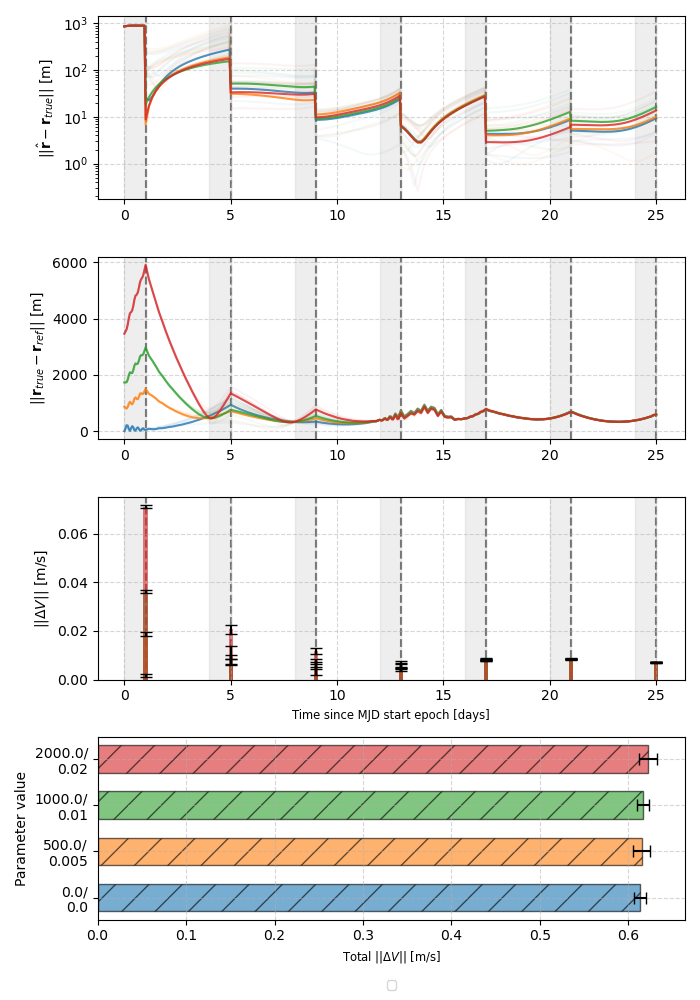 10³
10²
10¹
10⁰
||r̂ − r_true|| [m]
0 5 10 15 20 25
6000
4000
2000
0
||r_true − r_ref|| [m]
0 5 10 15 20 25
0.06
0.04
0.02
0.00
||ΔV|| [m/s]
0 5 10 15 20 25
Time since MJD start epoch [days]
Parameter value
2000.0/
0.02
1000.0/
0.01
500.0/
0.005
0.0/
0.0
0.0 0.1 0.2 0.3 0.4 0.5 0.6
Total ||ΔV|| [m/s]